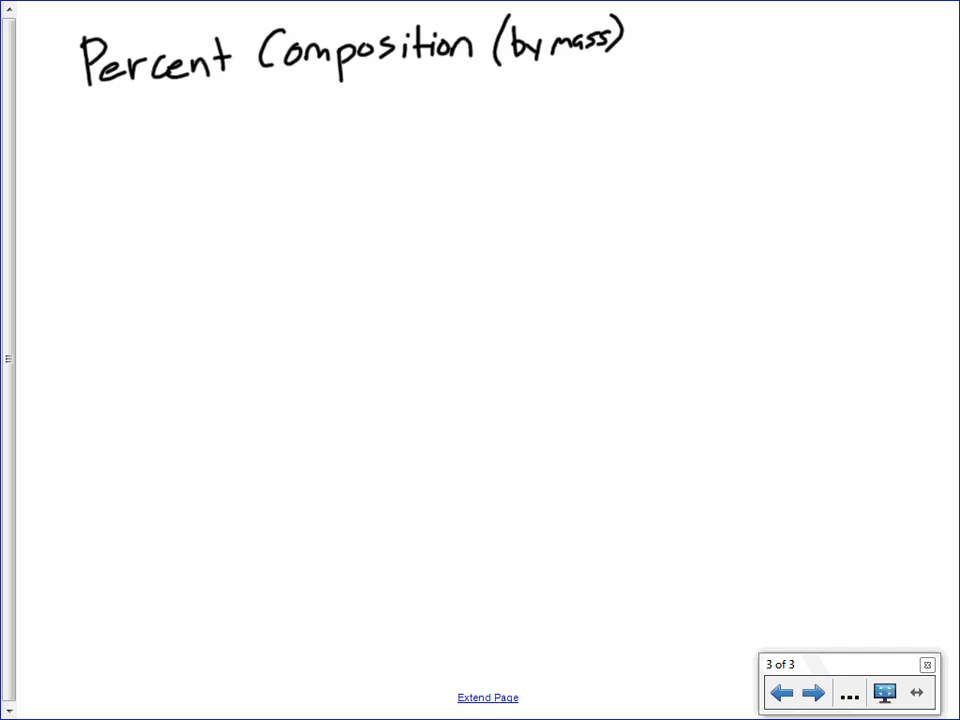 Percent Composition (by mass)
3 of 3
...
Extend Page